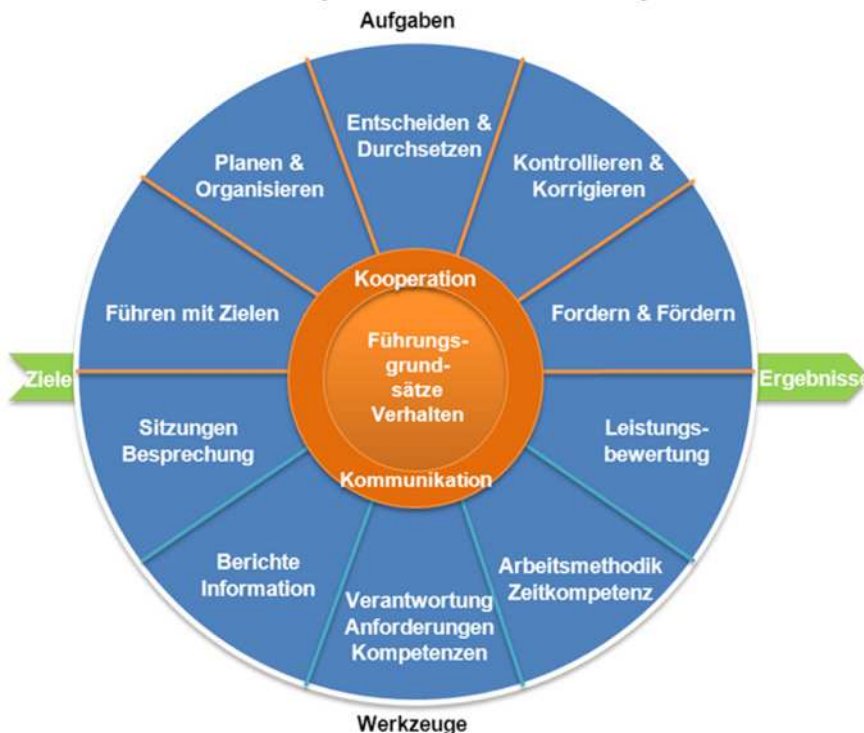 Aufgaben
Entscheiden &
Durchsetzen
Planen &
Organisieren
Kontrollieren &
Korrigieren
Führen mit Zielen
Kooperation
Fordern & Fördern
Führungs-
grund-
sätze
Verhalten
Ziele
Ergebnisse
Sitzungen
Besprechung
Leistungs-
bewertung
Kommunikation
Berichte
Information
Arbeitsmethodik
Zeitkompetenz
Verantwortung
Anforderungen
Kompetenzen
Werkzeuge